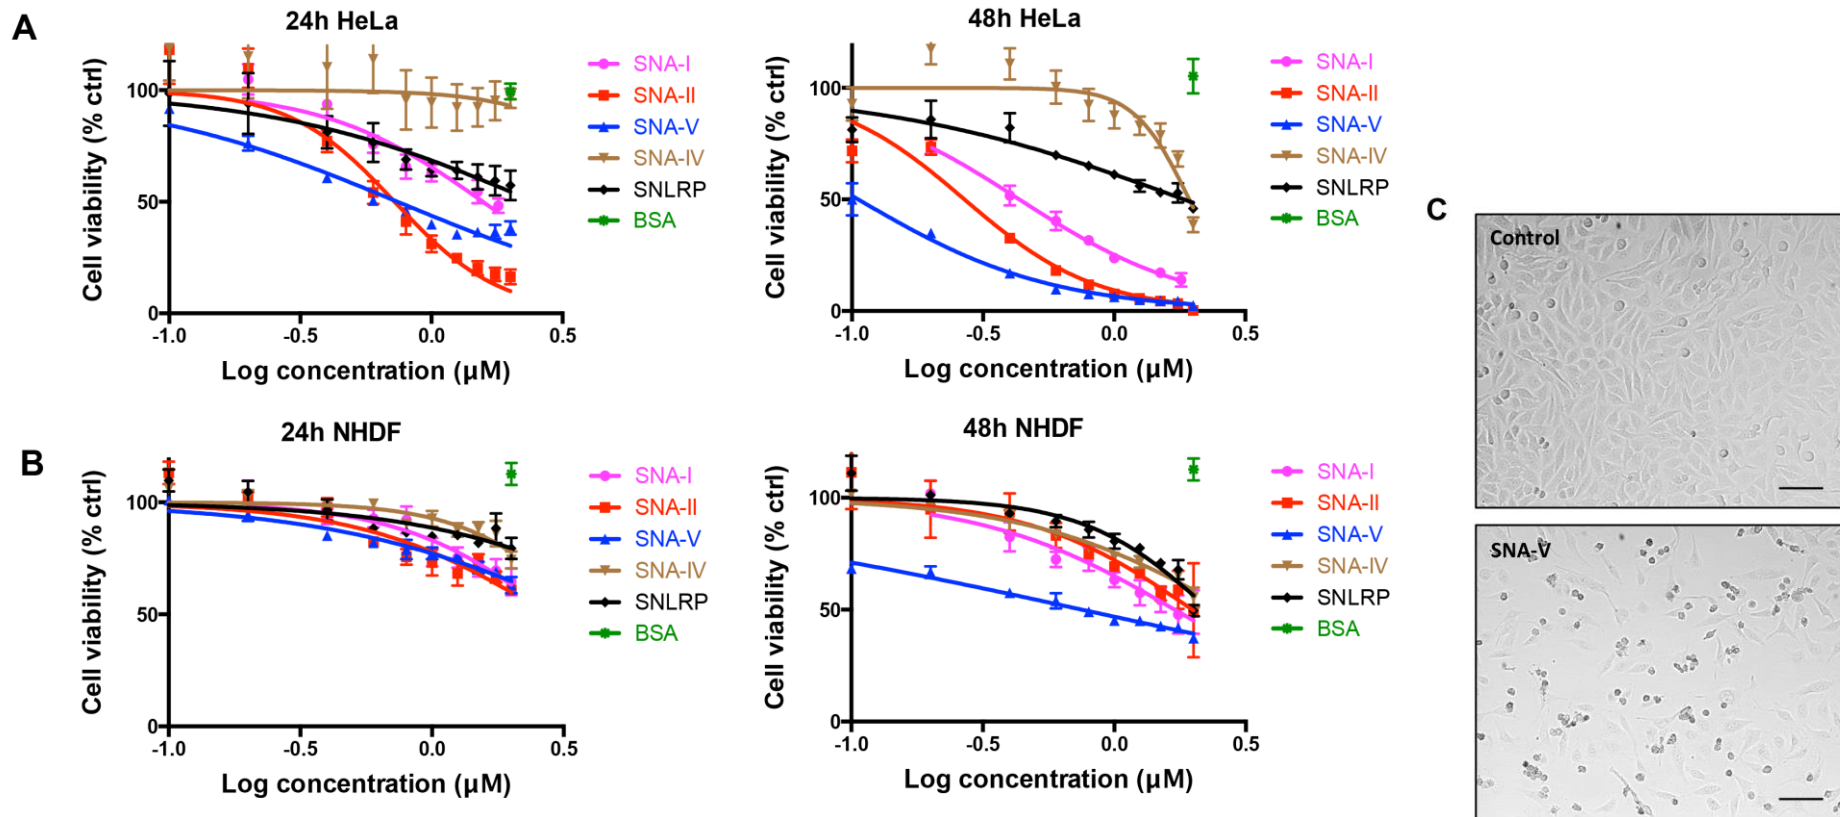 A
24h HeLa
Cell viability (% ctrl)
100
50
0
-1.0
-0.5
0.0
0.5
Log concentration (µM)
SNA-I
SNA-II
SNA-V
SNA-IV
SNLRP
BSA
48h HeLa
Cell viability (% ctrl)
100
50
0
-1.0
-0.5
0.0
0.5
Log concentration (µM)
SNA-I
SNA-II
SNA-V
SNA-IV
SNLRP
BSA
B
24h NHDF
Cell viability (% ctrl)
100
50
0
-1.0
-0.5
0.0
0.5
Log concentration (µM)
SNA-I
SNA-II
SNA-V
SNA-IV
SNLRP
BSA
48h NHDF
Cell viability (% ctrl)
100
50
0
-1.0
-0.5
0.0
0.5
Log concentration (µM)
SNA-I
SNA-II
SNA-V
SNA-IV
SNLRP
BSA
C
Control
SNA-V